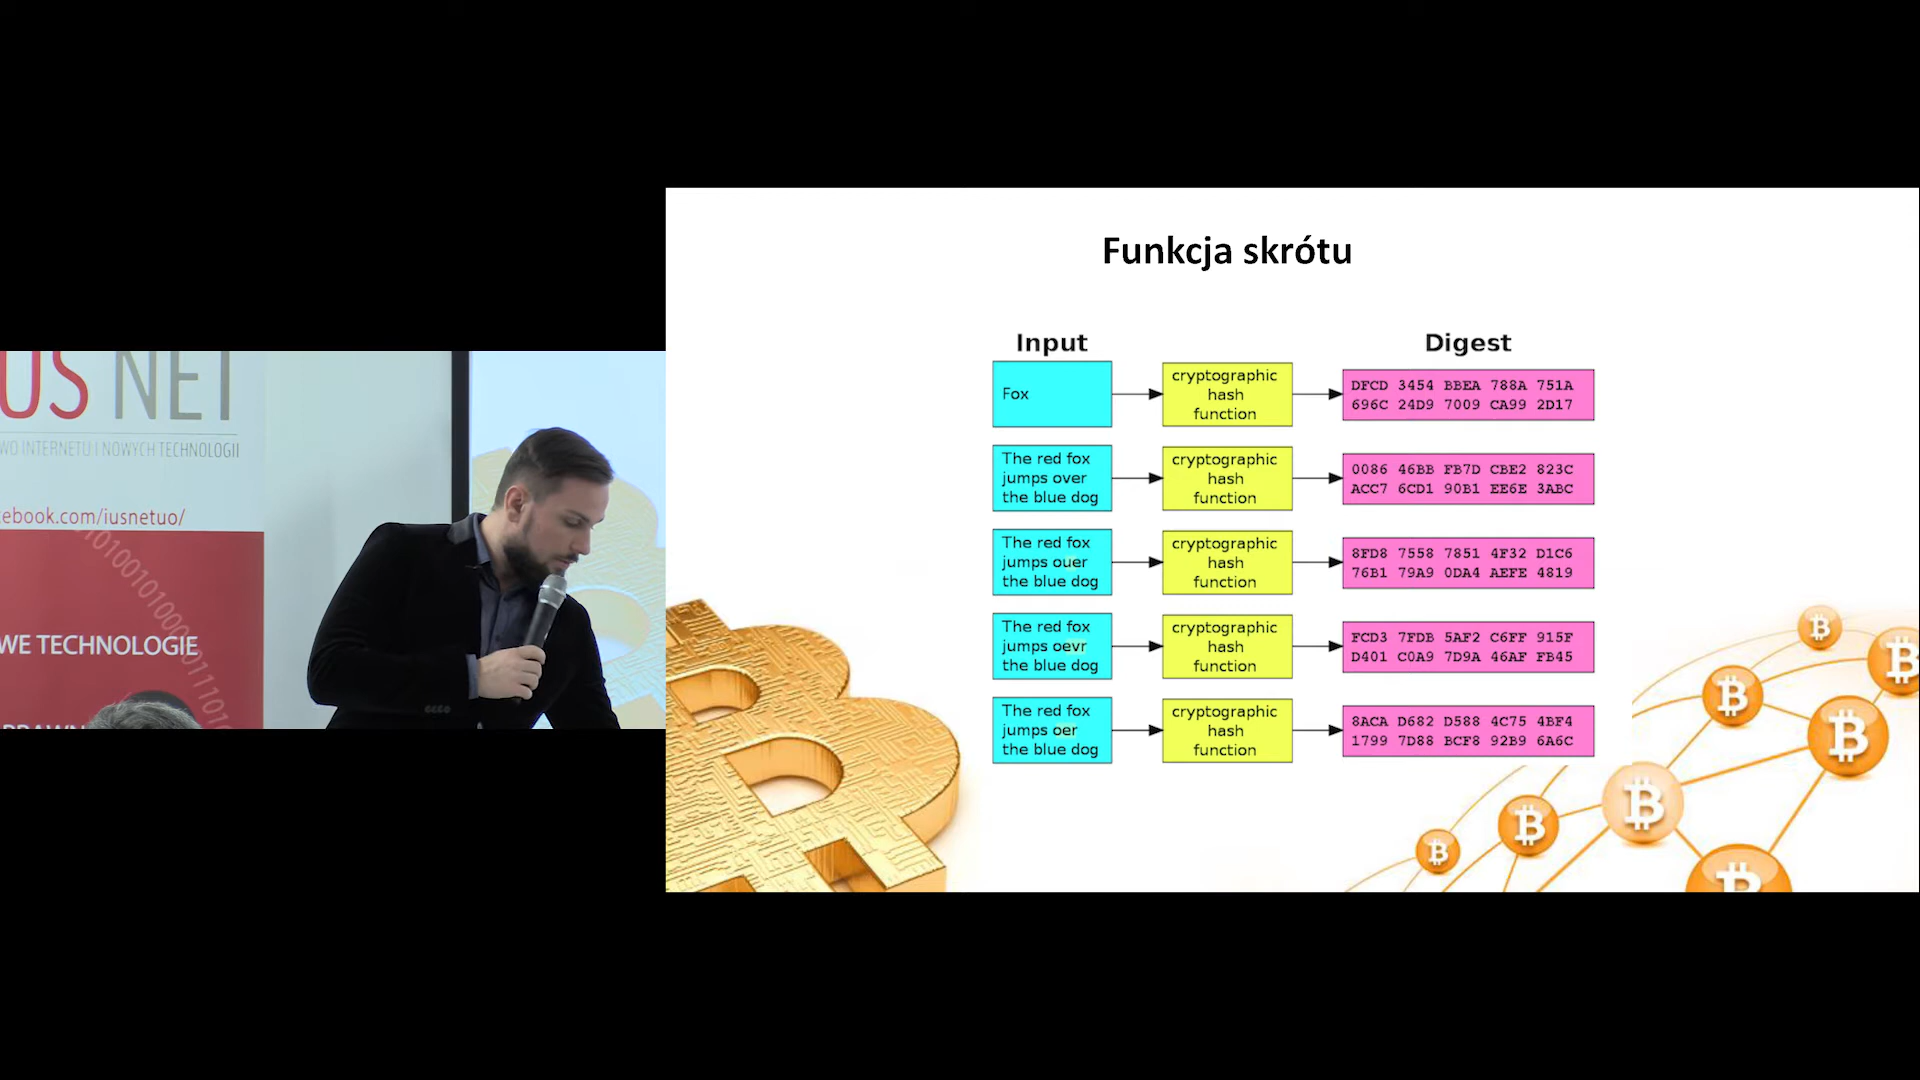 US NET
WO INTERNETU I NOWYCH TECHNOLOGII
cebook.com/iusnetuo/
WE TECHNOLOGIE
Funkcja skrótu
Input
Digest
Fox
cryptographic
hash
function
DFCD 3454 BBEA 788A 751A
696C 24D9 7009 CA99 2D17
The red fox
jumps over
the blue dog
cryptographic
hash
function
0086 46BB FB7D CBE2 823C
ACC7 6CD1 90B1 EE6E 3ABC
The red fox
jumps ouer
the blue dog
cryptographic
hash
function
8FD8 7558 7851 4F32 D1C6
76B1 79A9 0DA4 AEFE 4819
The red fox
jumps oevr
the blue dog
cryptographic
hash
function
FCD3 7FDB 5AF2 C6FF 915F
D401 C0A9 7D9A 46AF FB45
The red fox
jumps oer
the blue dog
cryptographic
hash
function
8ACA D682 D588 4C75 4BF4
1799 7D88 BCF8 92B9 6A6C